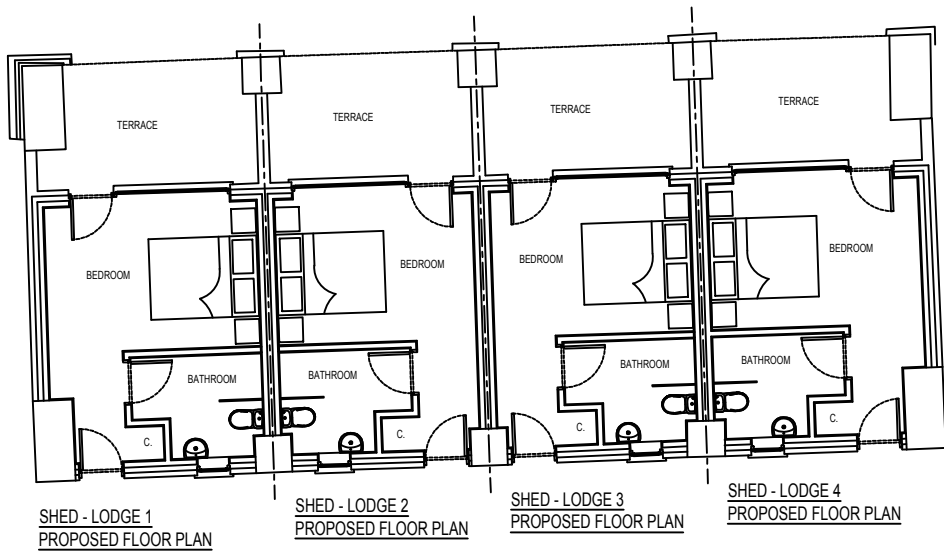 TERRACE
TERRACE
TERRACE
TERRACE
BEDROOM
BEDROOM
BEDROOM
BEDROOM
BATHROOM
BATHROOM
BATHROOM
BATHROOM
C.
C.
C.
C.
SHED - LODGE 1
PROPOSED FLOOR PLAN
SHED - LODGE 2
PROPOSED FLOOR PLAN
SHED - LODGE 3
PROPOSED FLOOR PLAN
SHED - LODGE 4
PROPOSED FLOOR PLAN